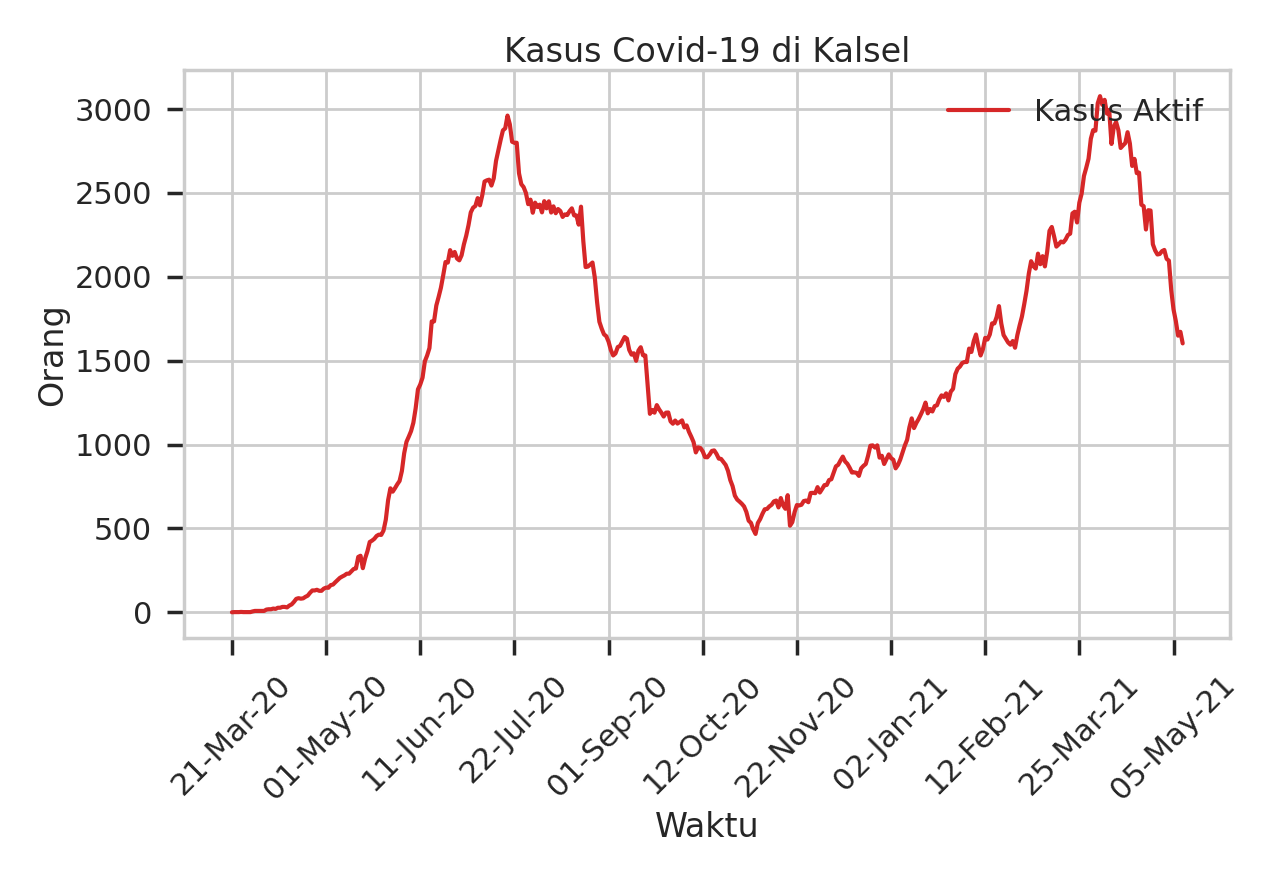 Kasus Covid-19 di Kalsel
Kasus Aktif
3000
2500
2000
1500
1000
500
0
Orang
21-Mar-20
01-May-20
11-Jun-20
22-Jul-20
01-Sep-20
12-Oct-20
22-Nov-20
02-Jan-21
12-Feb-21
25-Mar-21
05-May-21
Waktu